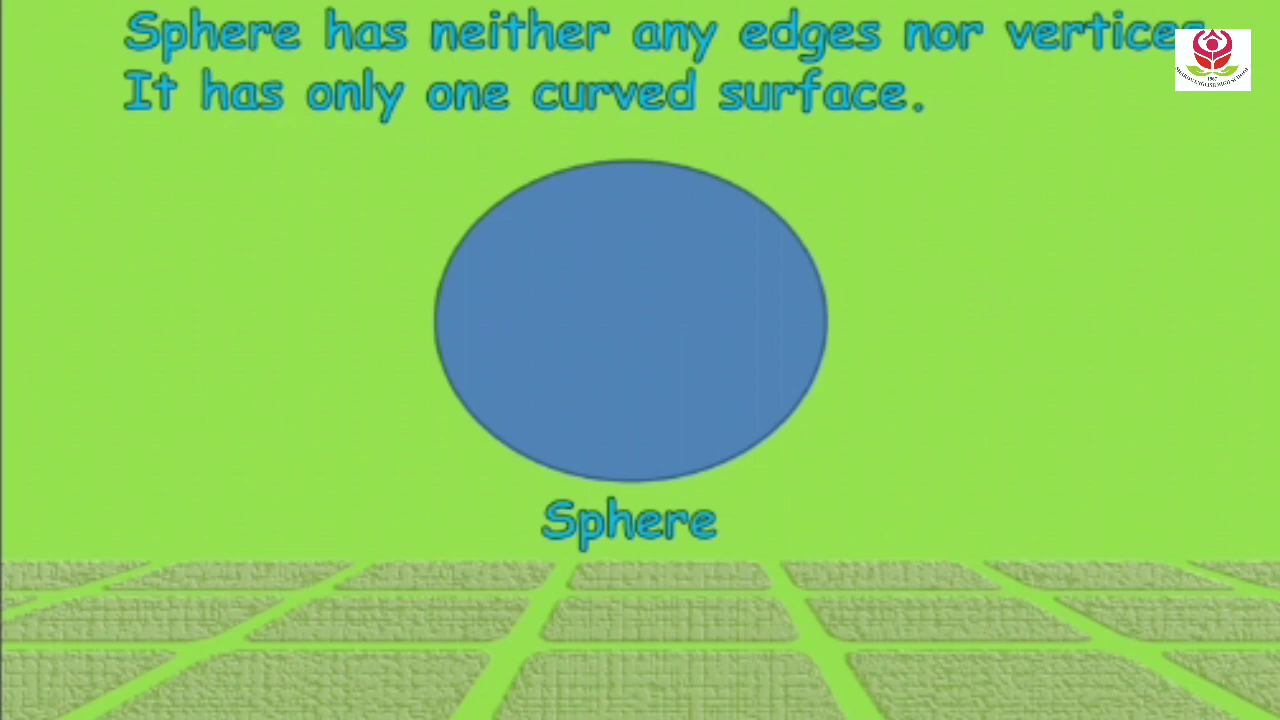 Sphere has neither any edges nor vertices
It has only one curved surface.
Sphere